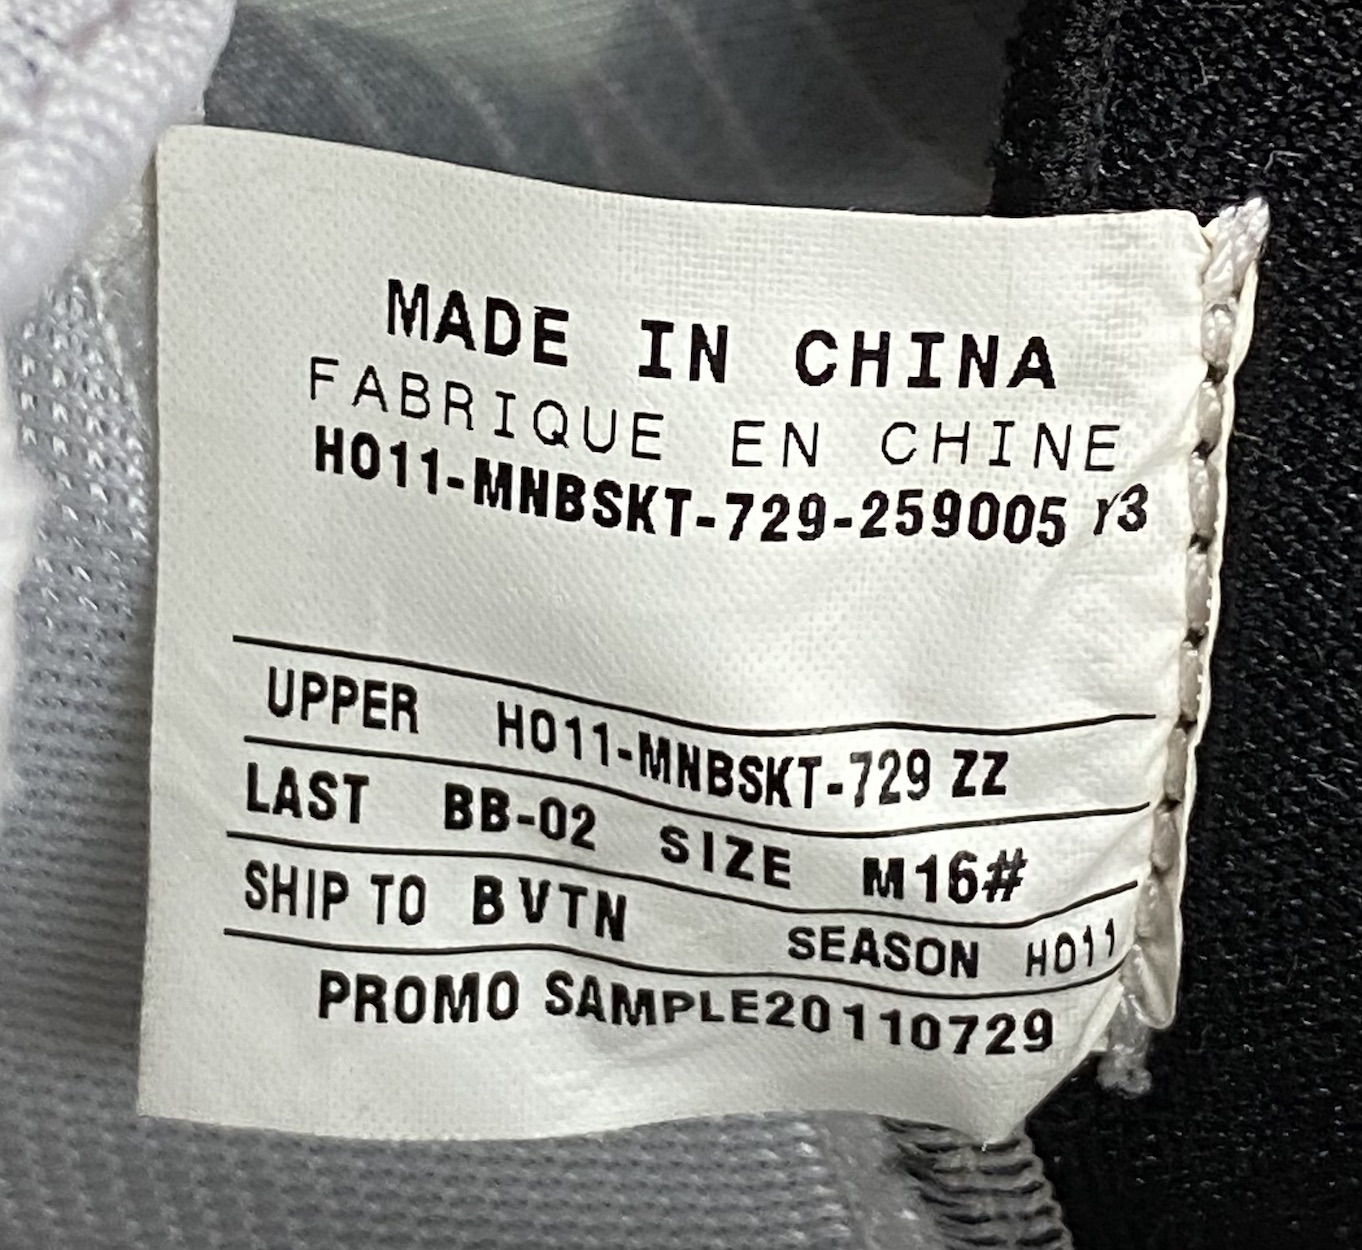 MADE IN CHINA
FABRIQUE EN CHINE
HO11-MNBSKT-729-259005 Y3
UPPER HO11-MNBSKT-729 ZZ
LAST BB-02 SIZE M16#
SHIP TO BVTN SEASON HO11
PROMO SAMPLE20110729